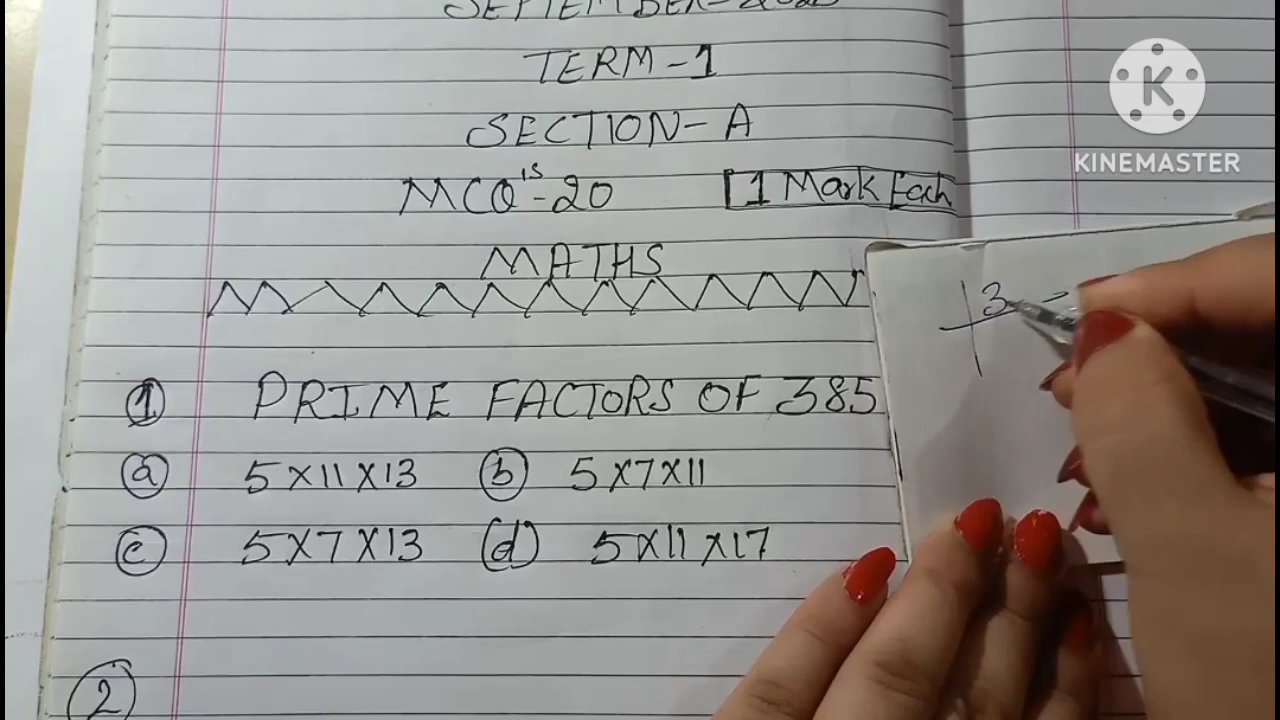 TERM-1
SECTION-A
MCQ's-20 [1 Mark Each
MATHS
1 PRIME FACTORS OF 385
a 5×11×13 b 5×7×11
c 5×7×13 d 5×11×17
2
3
K
KINEMASTER